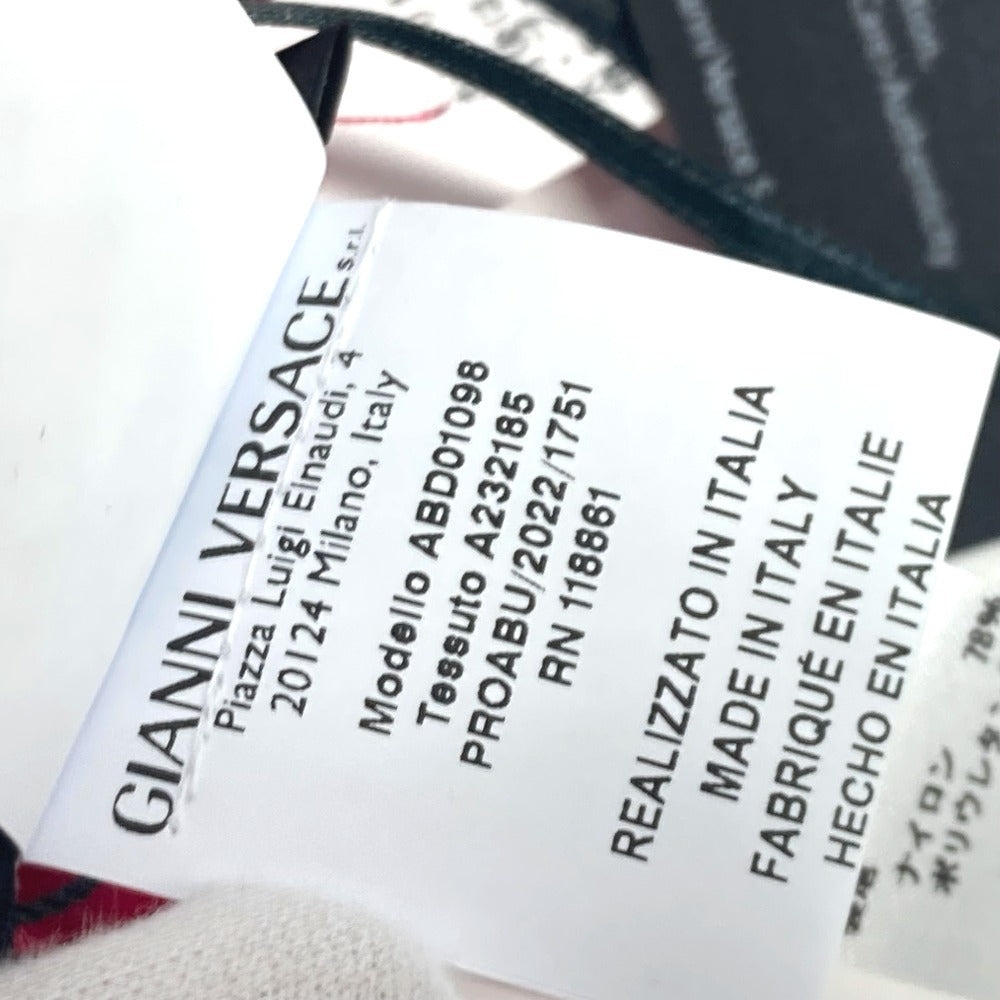 GIANNI VERSACE s.r.l.
Piazza Luigi Einaudi, 4
20124 Milano, Italy
Modello ABD01098
Tessuto A232185
PROABU/2022/1751
RN 118861
REALIZZATO IN ITALIA
MADE IN ITALY
FABRIQUÉ EN ITALIE
HECHO EN ITALIA
ナイロン 78%
ポリウレタン